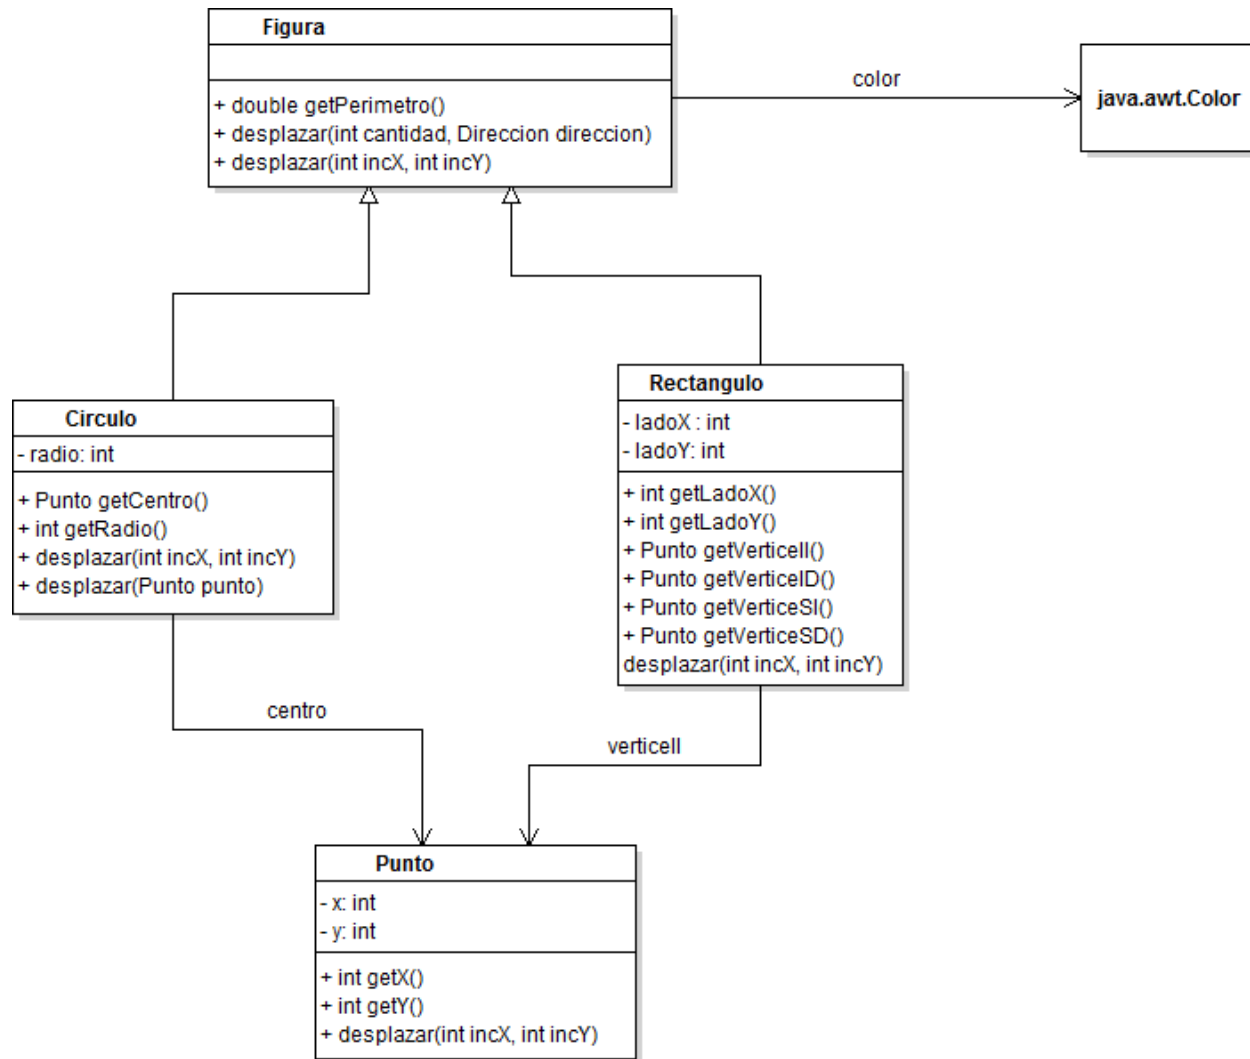 Figura
+ double getPerimetro()
+ desplazar(int cantidad, Direccion direccion)
+ desplazar(int incX, int incY)
color
java.awt.Color
Circulo
- radio: int
+ Punto getCentro()
+ int getRadio()
+ desplazar(int incX, int incY)
+ desplazar(Punto punto)
Rectangulo
- ladoX : int
- ladoY: int
+ int getLadoX()
+ int getLadoY()
+ Punto getVerticeII()
+ Punto getVerticeID()
+ Punto getVerticeSI()
+ Punto getVerticeSD()
desplazar(int incX, int incY)
centro
verticeII
Punto
- x: int
- y: int
+ int getX()
+ int getY()
+ desplazar(int incX, int incY)